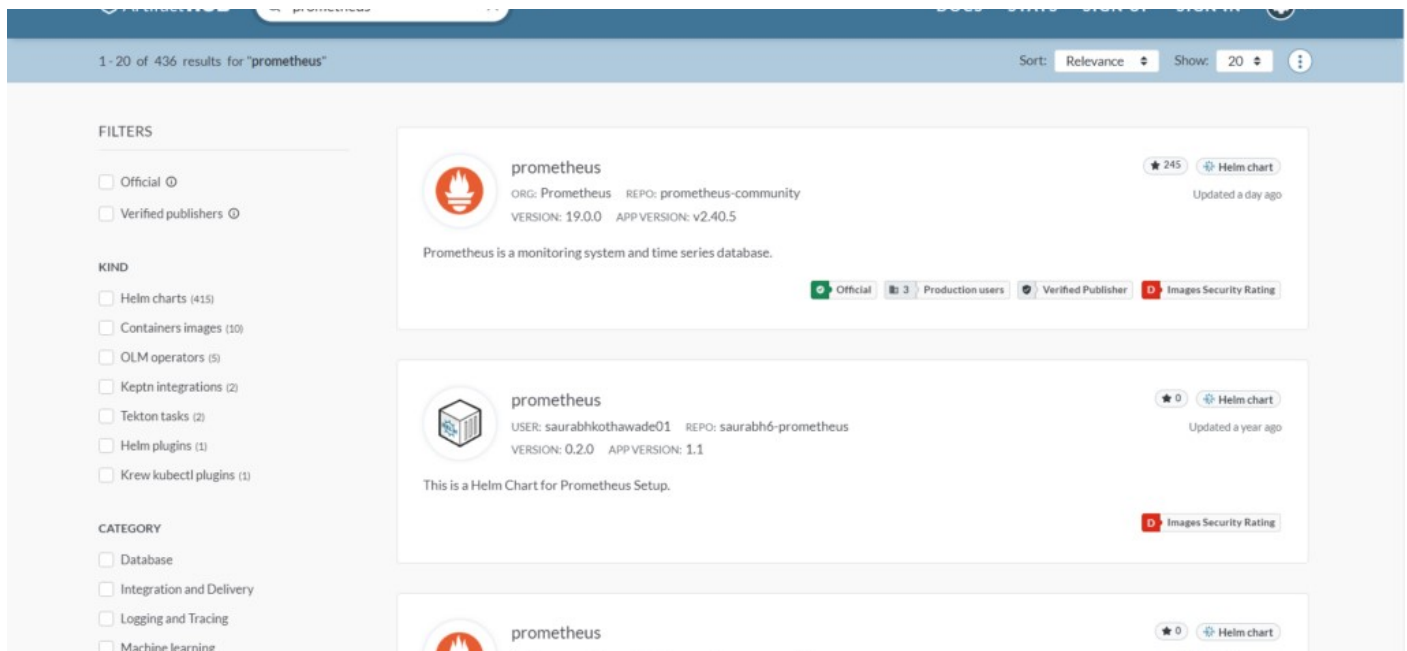 prometheus
1 - 20 of 436 results for "prometheus"
Sort: Relevance Show: 20
FILTERS
Official
Verified publishers
KIND
Helm charts (415)
Containers images (10)
OLM operators (5)
Keptn integrations (2)
Tekton tasks (2)
Helm plugins (1)
Krew kubectl plugins (1)
CATEGORY
Database
Integration and Delivery
Logging and Tracing
Machine learning
prometheus
245 Helm chart
ORG: Prometheus REPO: prometheus-community
Updated a day ago
VERSION: 19.0.0 APP VERSION: v2.40.5
Prometheus is a monitoring system and time series database.
Official 3 Production users Verified Publisher D Images Security Rating
prometheus
0 Helm chart
USER: saurabhkothawade01 REPO: saurabh6-prometheus
Updated a year ago
VERSION: 0.2.0 APP VERSION: 1.1
This is a Helm Chart for Prometheus Setup.
D Images Security Rating
prometheus
0 Helm chart